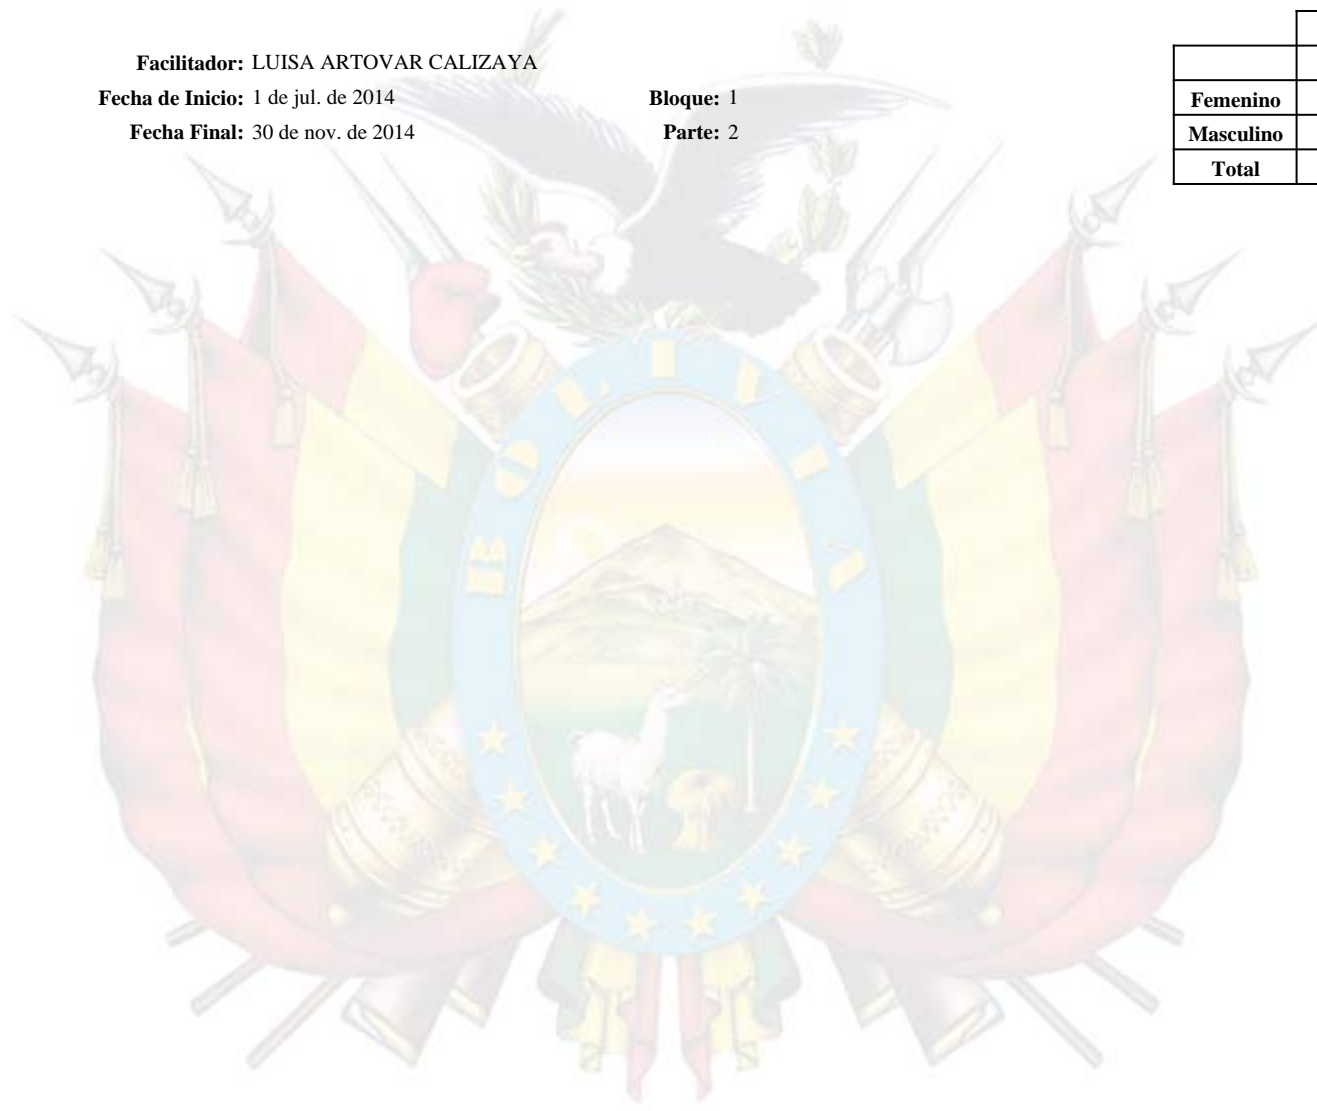 Facilitador: LUISA ARTOVAR CALIZAYA
Fecha de Inicio: 1 de jul. de 2014 Bloque: 1
Fecha Final: 30 de nov. de 2014 Parte: 2
Femenino
Masculino
Total
BOLIVIA